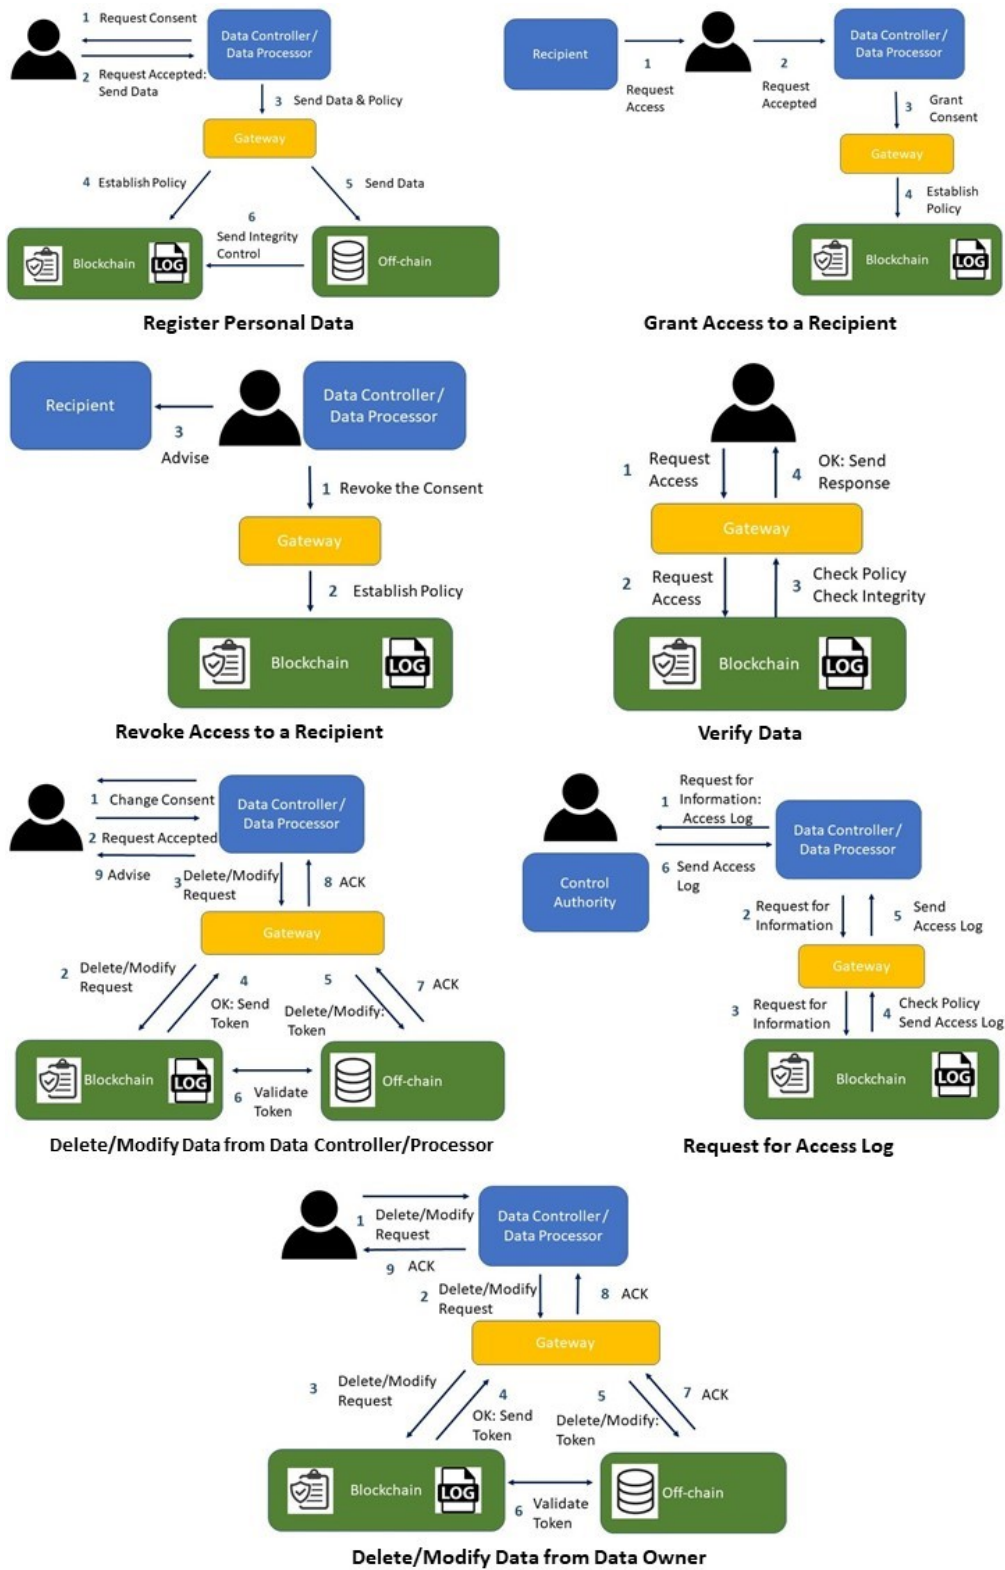 1 Request Consent
Data Controller/
Data Processor
2 Request Accepted:
Send Data
3 Send Data & Policy
Gateway
4 Establish Policy
5 Send Data
6
Send Integrity
Control
Blockchain
LOG
Off-chain
Register Personal Data
Recipient
1
Request
Access
2
Request
Accepted
Data Controller/
Data Processor
3 Grant
Consent
Gateway
4 Establish
Policy
Blockchain
LOG
Grant Access to a Recipient
Recipient
3
Advise
Data Controller/
Data Processor
1 Revoke the Consent
Gateway
2 Establish Policy
Blockchain
LOG
Revoke Access to a Recipient
1 Request
Access
4 OK: Send
Response
Gateway
2 Request
Access
3 Check Policy
Check Integrity
Blockchain
LOG
Verify Data
1 Change Consent
Data Controller/
Data Processor
2 Request Accepted
9 Advise
3 Delete/Modify
Request
8 ACK
Gateway
2 Delete/Modify
Request
4
OK: Send
Token
5
Delete/Modify:
Token
7 ACK
Blockchain
LOG
6 Validate
Token
Off-chain
Delete/Modify Data from Data Controller/Processor
1 Request for
Information:
Access Log
Data Controller/
Data Processor
6 Send Access
Log
Control
Authority
2 Request for
Information
5 Send
Access Log
Gateway
3 Request for
Information
4 Check Policy
Send Access Log
Blockchain
LOG
Request for Access Log
1 Delete/Modify
Request
Data Controller/
Data Processor
9 ACK
2 Delete/Modify
Request
8 ACK
Gateway
3 Delete/Modify
Request
4
OK: Send
Token
5
Delete/Modify:
Token
7 ACK
Blockchain
LOG
6 Validate
Token
Off-chain
Delete/Modify Data from Data Owner